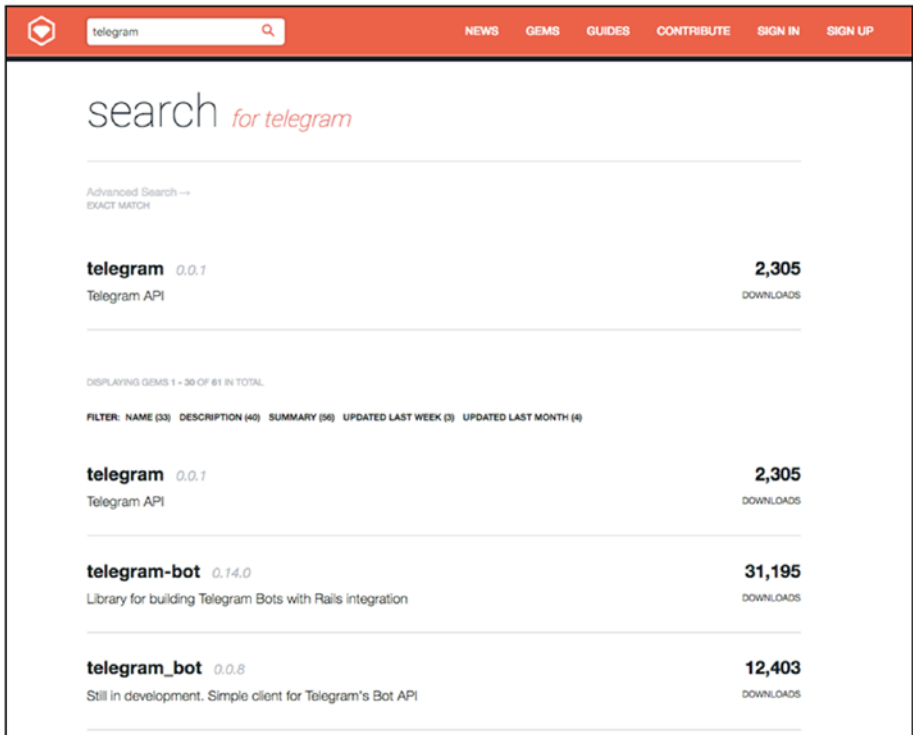 telegram
NEWS GEMS GUIDES CONTRIBUTE SIGN IN SIGN UP
search for telegram
Advanced Search →
EXACT MATCH
telegram 0.0.1 2,305
Telegram API DOWNLOADS
DISPLAYING GEMS 1 - 30 OF 61 IN TOTAL
FILTER: NAME (33) DESCRIPTION (40) SUMMARY (56) UPDATED LAST WEEK (3) UPDATED LAST MONTH (4)
telegram 0.0.1 2,305
Telegram API DOWNLOADS
telegram-bot 0.14.0 31,195
Library for building Telegram Bots with Rails integration DOWNLOADS
telegram_bot 0.0.8 12,403
Still in development. Simple client for Telegram's Bot API DOWNLOADS